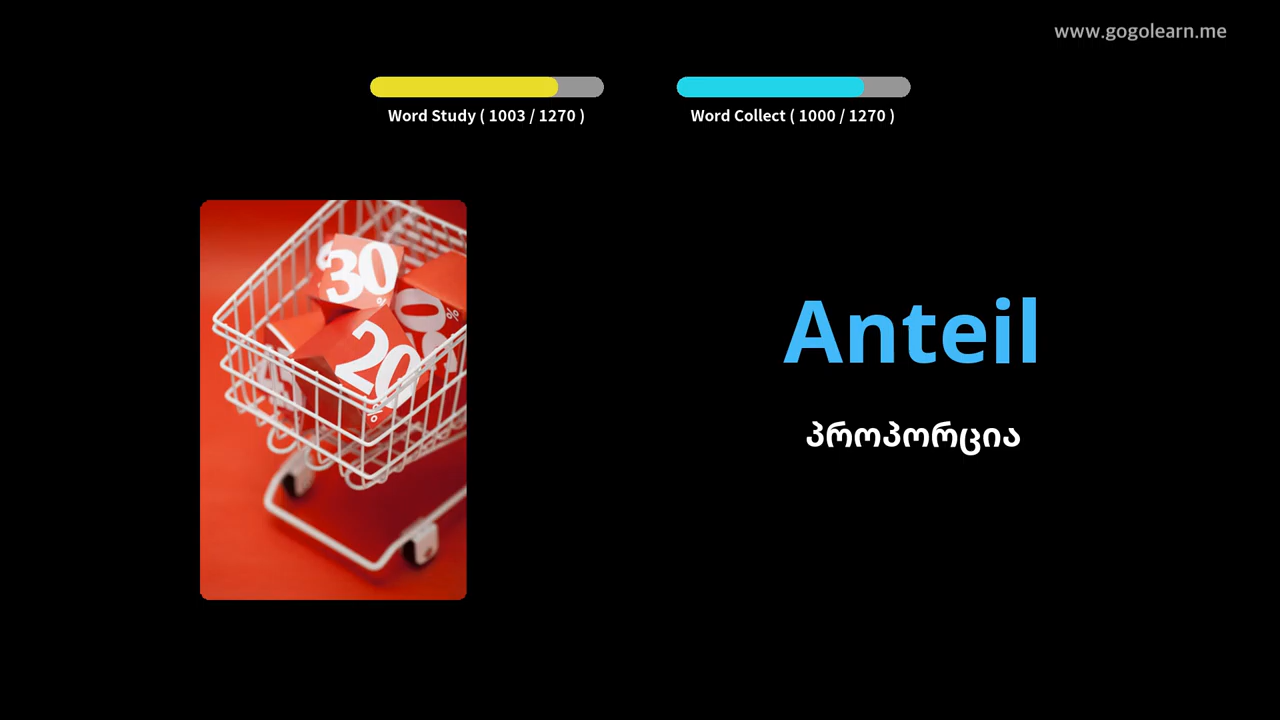 www.gogolearn.me
Word Study ( 1003 / 1270 )
Word Collect ( 1000 / 1270 )
30
%
%
20
%
Anteil
პროპორცია